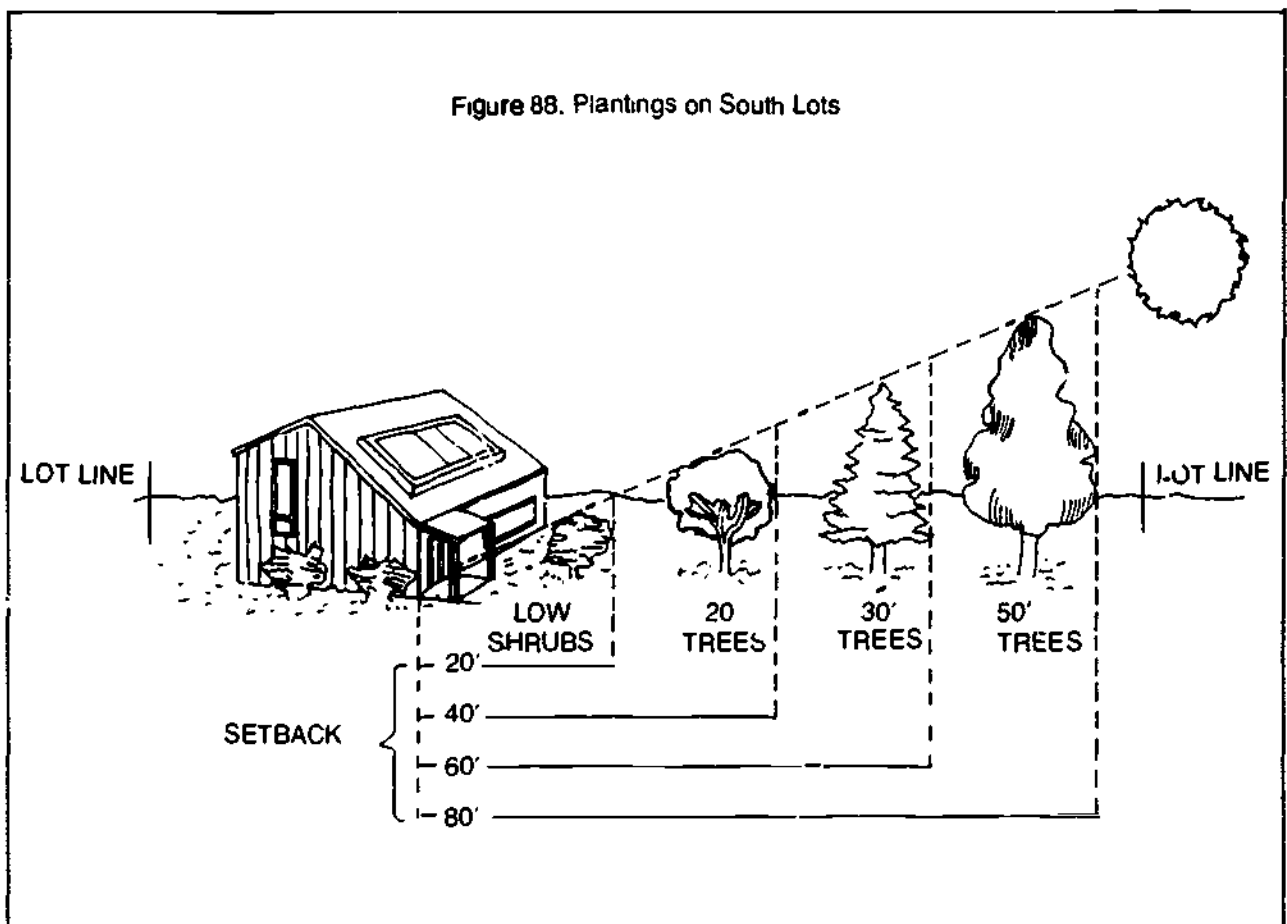 Figure 88. Plantings on South Lots
LOT LINE
LOT LINE
LOW
SHRUBS
20
TREES
30'
TREES
50'
TREES
SETBACK
20'
40'
60'
80'